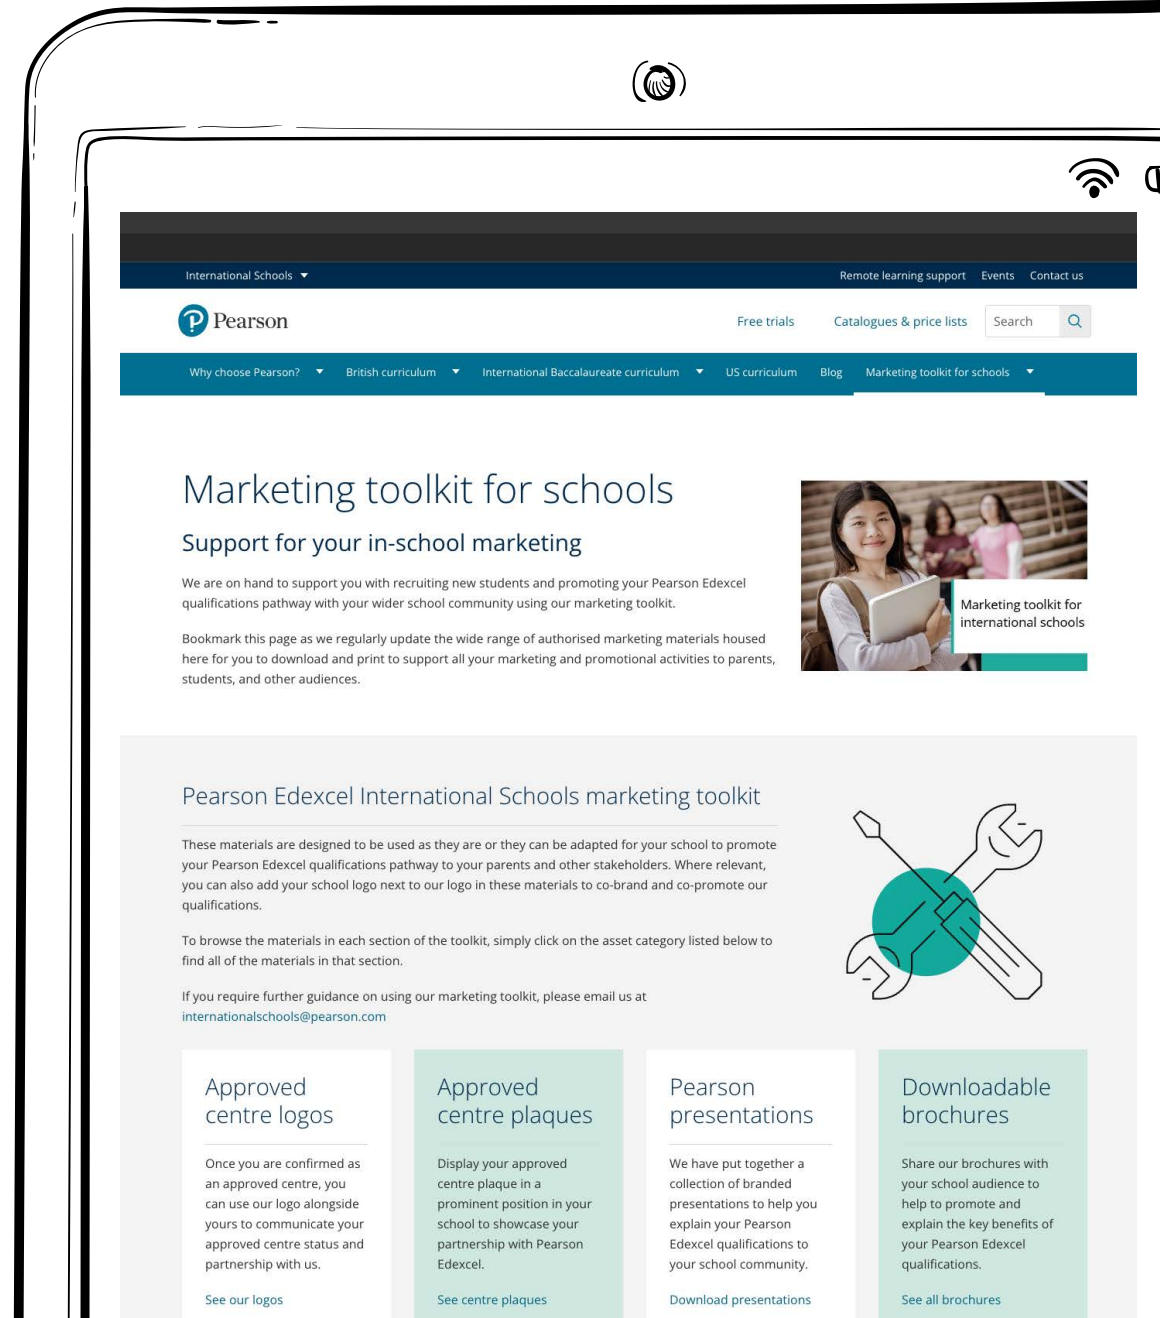 International Schools
Remote learning support Events Contact us
Pearson
Free trials Catalogues & price lists Search
Why choose Pearson? British curriculum International Baccalaureate curriculum US curriculum Blog Marketing toolkit for schools
Marketing toolkit for schools
Support for your in-school marketing
We are on hand to support you with recruiting new students and promoting your Pearson Edexcel
qualifications pathway with your wider school community using our marketing toolkit.
Bookmark this page as we regularly update the wide range of authorised marketing materials housed
here for you to download and print to support all your marketing and promotional activities to parents,
students, and other audiences.
Marketing toolkit for
international schools
Pearson Edexcel International Schools marketing toolkit
These materials are designed to be used as they are or they can be adapted for your school to promote
your Pearson Edexcel qualifications pathway to your parents and other stakeholders. Where relevant,
you can also add your school logo next to our logo in these materials to co-brand and co-promote our
qualifications.
To browse the materials in each section of the toolkit, simply click on the asset category listed below to
find all of the materials in that section.
If you require further guidance on using our marketing toolkit, please email us at
internationalschools@pearson.com
Approved
centre logos
Once you are confirmed as
an approved centre, you
can use our logo alongside
yours to communicate your
approved centre status and
partnership with us.
See our logos
Approved
centre plaques
Display your approved
centre plaque in a
prominent position in your
school to showcase your
partnership with Pearson
Edexcel.
See centre plaques
Pearson
presentations
We have put together a
collection of branded
presentations to help you
explain your Pearson
Edexcel qualifications to
your school community.
Download presentations
Downloadable
brochures
Share our brochures with
your school audience to
help to promote and
explain the key benefits of
your Pearson Edexcel
qualifications.
See all brochures